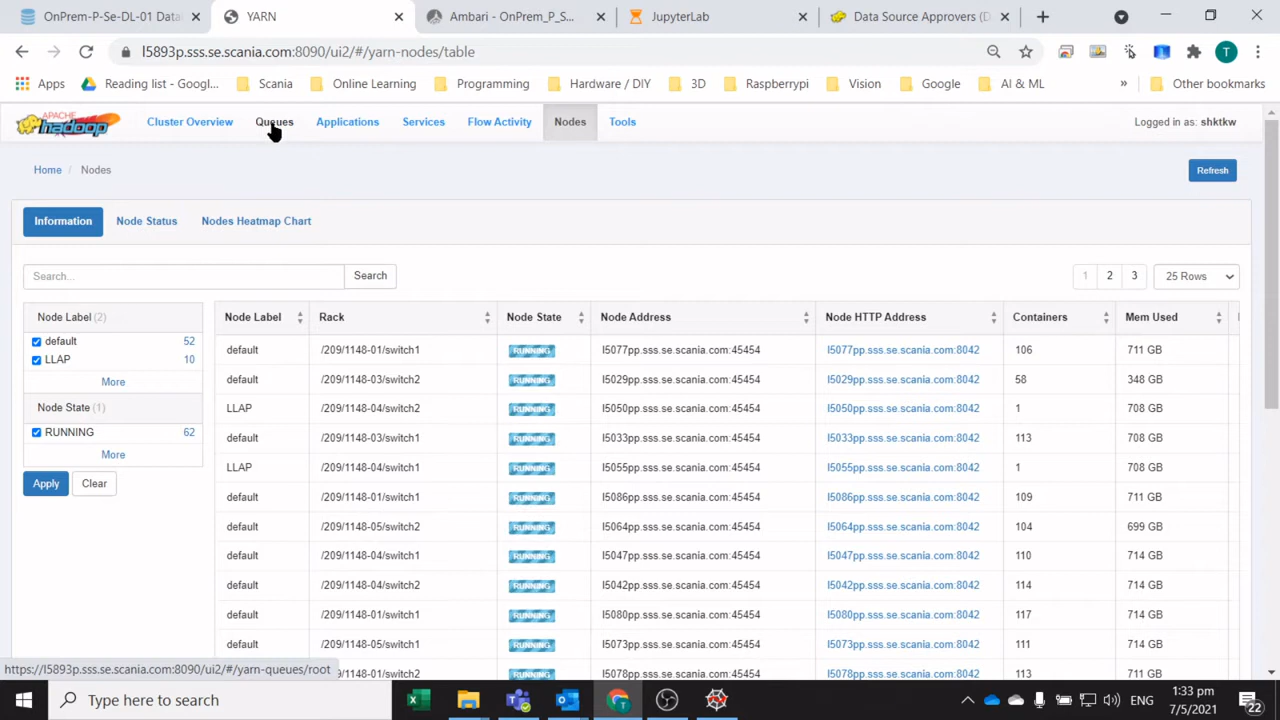 OnPrem-P-Se-DL-01 Data
YARN
Ambari - OnPrem_P_S...
JupyterLab
Data Source Approvers (D
l5893p.sss.se.scania.com:8090/ui2/#/yarn-nodes/table
T
Apps
Reading list - Googl...
Scania
Online Learning
Programming
Hardware / DIY
3D
Raspberrypi
Vision
Google
AI & ML
»
Other bookmarks
APACHE
hadoop
Cluster Overview
Queues
Applications
Services
Flow Activity
Nodes
Tools
Logged in as: shktkw
Home / Nodes
Refresh
Information
Node Status
Nodes Heatmap Chart
Search...
Search
1 2 3
25 Rows
Node Label (2)
default 52
LLAP 10
More
Node State (1)
RUNNING 62
More
Apply
Clear
Node Label Rack Node State Node Address Node HTTP Address Containers Mem Used
default /209/1148-01/switch1 RUNNING l5077pp.sss.se.scania.com:45454 l5077pp.sss.se.scania.com:8042 106 711 GB
default /209/1148-03/switch2 RUNNING l5029pp.sss.se.scania.com:45454 l5029pp.sss.se.scania.com:8042 58 348 GB
LLAP /209/1148-04/switch2 RUNNING l5050pp.sss.se.scania.com:45454 l5050pp.sss.se.scania.com:8042 1 708 GB
default /209/1148-03/switch1 RUNNING l5033pp.sss.se.scania.com:45454 l5033pp.sss.se.scania.com:8042 113 708 GB
LLAP /209/1148-04/switch1 RUNNING l5055pp.sss.se.scania.com:45454 l5055pp.sss.se.scania.com:8042 1 708 GB
default /209/1148-05/switch1 RUNNING l5086pp.sss.se.scania.com:45454 l5086pp.sss.se.scania.com:8042 109 711 GB
default /209/1148-05/switch2 RUNNING l5064pp.sss.se.scania.com:45454 l5064pp.sss.se.scania.com:8042 104 699 GB
default /209/1148-04/switch1 RUNNING l5047pp.sss.se.scania.com:45454 l5047pp.sss.se.scania.com:8042 110 714 GB
default /209/1148-04/switch2 RUNNING l5042pp.sss.se.scania.com:45454 l5042pp.sss.se.scania.com:8042 114 714 GB
default /209/1148-01/switch1 RUNNING l5080pp.sss.se.scania.com:45454 l5080pp.sss.se.scania.com:8042 117 714 GB
default /209/1148-05/switch1 RUNNING l5073pp.sss.se.scania.com:45454 l5073pp.sss.se.scania.com:8042 111 714 GB
default /209/1148-01/switch1 RUNNING l5078pp.sss.se.scania.com:45454 l5078pp.sss.se.scania.com:8042 113 714 GB
https://l5893p.sss.se.scania.com:8090/ui2/#/yarn-queues/root
Type here to search
ENG
1:33 pm
7/5/2021
22